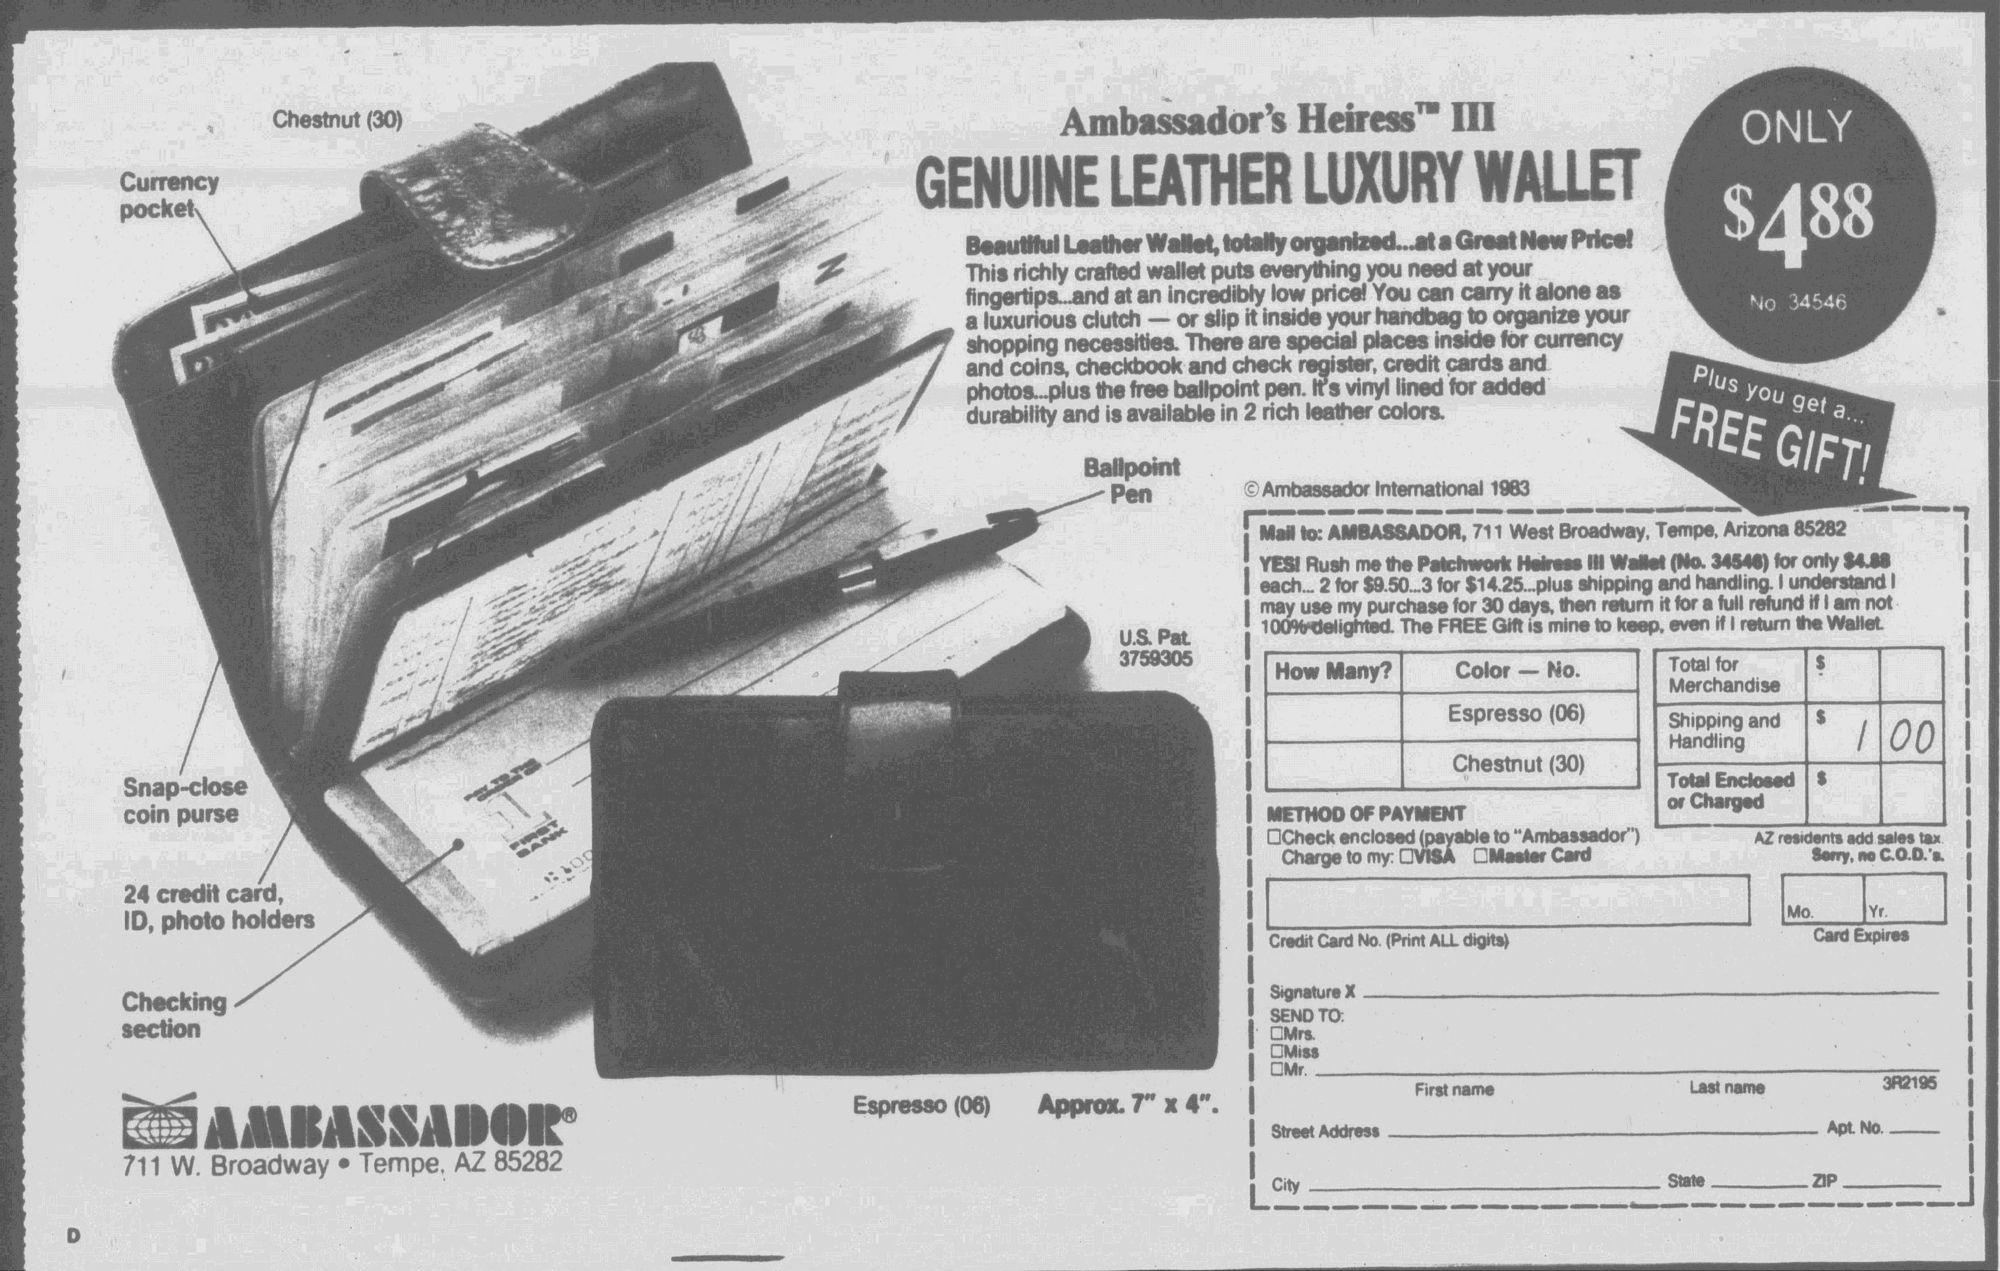 Chestnut (30)
Currency
pocket
Snap-close
coin purse
24 credit card,
ID, photo holders
Checking
section
Ambassador's Heiress™ III
GENUINE LEATHER LUXURY WALLET
Beautiful Leather Wallet, totally organized...at a Great New Price!
This richly crafted wallet puts everything you need at your
fingertips...and at an incredibly low price! You can carry it alone as
a luxurious clutch — or slip it inside your handbag to organize your
shopping necessities. There are special places inside for currency
and coins, checkbook and check register, credit cards and
photos...plus the free ballpoint pen. It's vinyl lined for added
durability and is available in 2 rich leather colors.
ONLY
$4 88
No. 34546
Plus you get a...
FREE GIFT!
Ballpoint
Pen
U.S. Pat.
3759305
PAY TO THE
FIRST
BANK
Espresso (06) Approx. 7" x 4".
AMBASSADOR®
711 W. Broadway • Tempe, AZ 85282
D
© Ambassador International 1983
Mail to: AMBASSADOR, 711 West Broadway, Tempe, Arizona 85282
YES! Rush me the Patchwork Heiress III Wallet (No. 34546) for only $4.88
each... 2 for $9.50...3 for $14.25...plus shipping and handling. I understand I
may use my purchase for 30 days, then return it for a full refund if I am not
100% delighted. The FREE Gift is mine to keep, even if I return the Wallet.
How Many? Color — No.
Espresso (06)
Chestnut (30)
Total for
Merchandise $
Shipping and
Handling $ 1 00
Total Enclosed
or Charged $
METHOD OF PAYMENT
☐Check enclosed (payable to "Ambassador")
Charge to my: ☐VISA ☐Master Card
AZ residents add sales tax.
Sorry, no C.O.D.'s.
Mo. Yr.
Credit Card No. (Print ALL digits) Card Expires
Signature X
SEND TO:
☐Mrs.
☐Miss
☐Mr.
First name Last name 3R2195
Street Address Apt. No.
City State ZIP